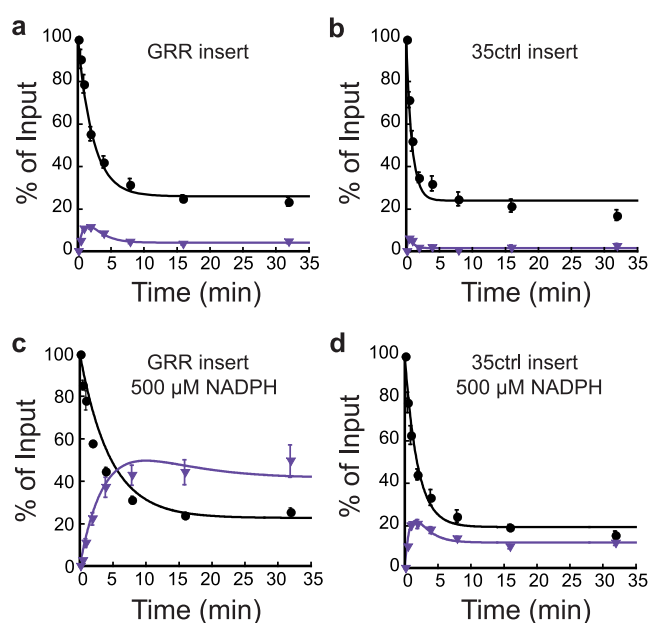 a
GRR insert
100
80
60
40
20
0
% of Input
0 5 10 15 20 25 30 35
Time (min)
b
35ctrl insert
100
80
60
40
20
0
% of Input
0 5 10 15 20 25 30 35
Time (min)
c
GRR insert
500 μM NADPH
100
80
60
40
20
0
% of Input
0 5 10 15 20 25 30 35
Time (min)
d
35ctrl insert
500 μM NADPH
100
80
60
40
20
0
% of Input
0 5 10 15 20 25 30 35
Time (min)